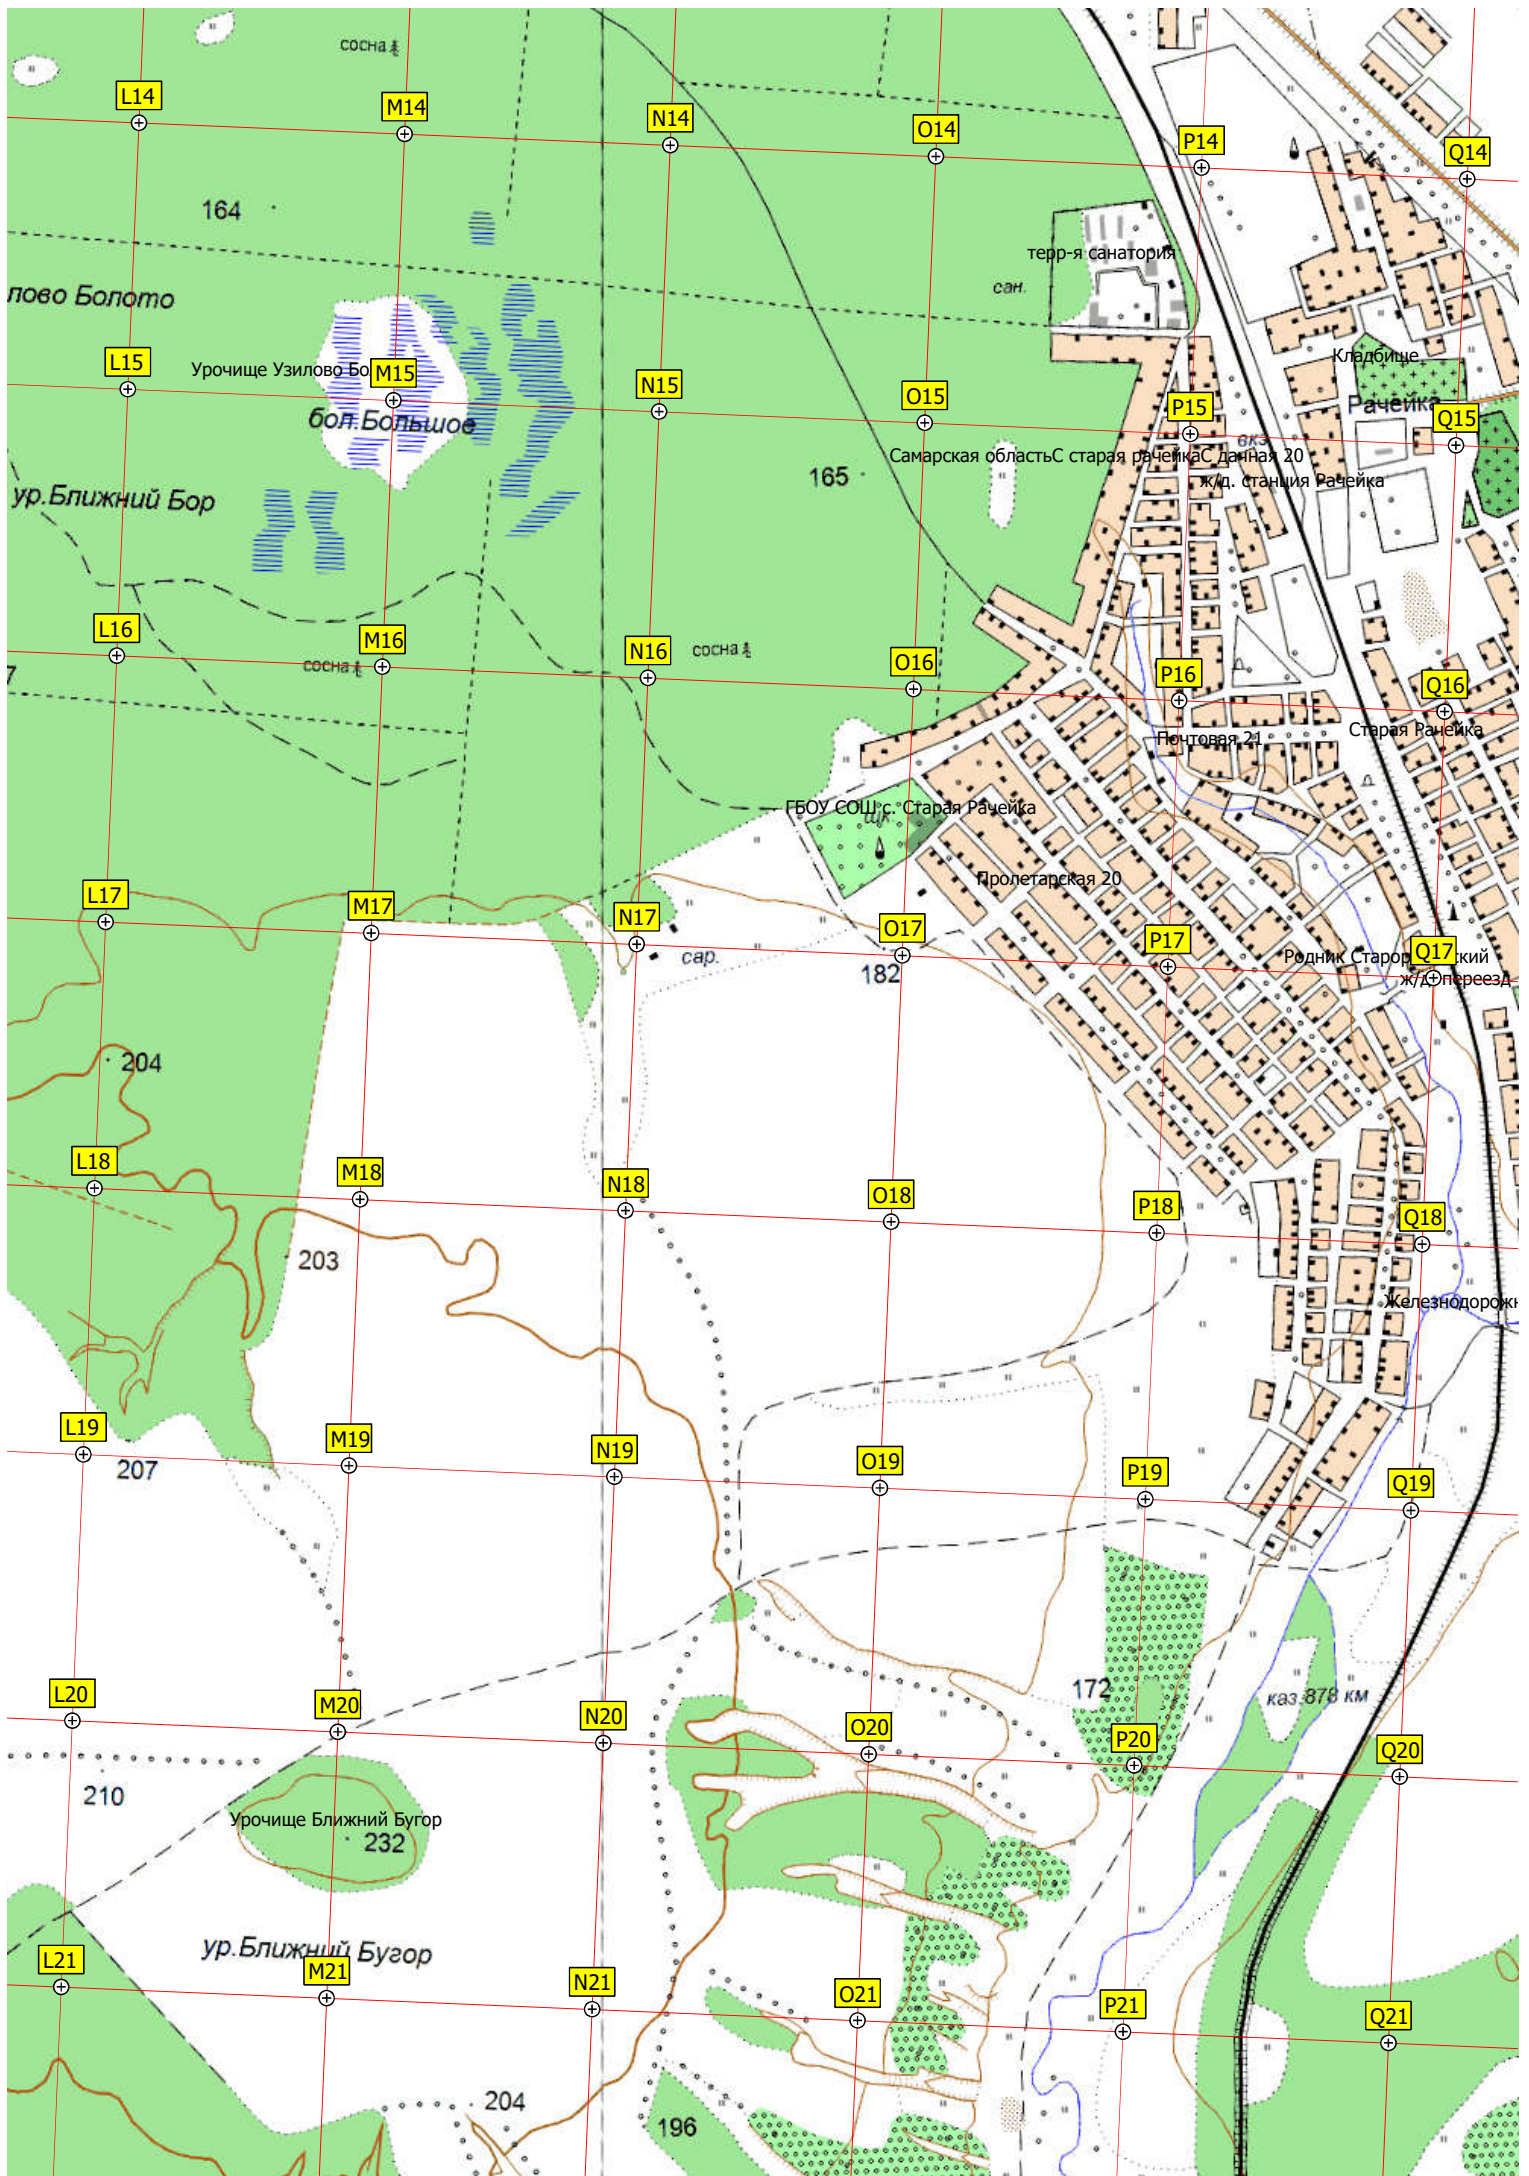 сосна
L14
M14
N14
O14
P14
Q14
164
терр-я санатория
сан.
лово Болото
Кладбище
L15
Урочище Узилово Бо
M15
N15
O15
P15
Q15
Рачейка
бол.Большое
вкз.
Самарская областьС старая рачейкаС дачная 20
165
ж/д. станция Рачейка
ур.Ближний Бор
L16
M16
N16
сосна
O16
P16
Q16
сосна
7
Старая Рачейка
Почтовая 21
ГБОУ СОШ с. Старая Рачейка
шк.
Пролетарская 20
L17
M17
N17
O17
P17
Q17
сар.
182
ж/д переезд
204
L18
M18
N18
O18
P18
Q18
203
Железнодорожн
L19
M19
N19
O19
P19
Q19
207
172
каз.878 км
L20
M20
N20
O20
P20
Q20
210
Урочище Ближний Бугор
232
ур.Ближний Бугор
L21
M21
N21
O21
P21
Q21
204
196